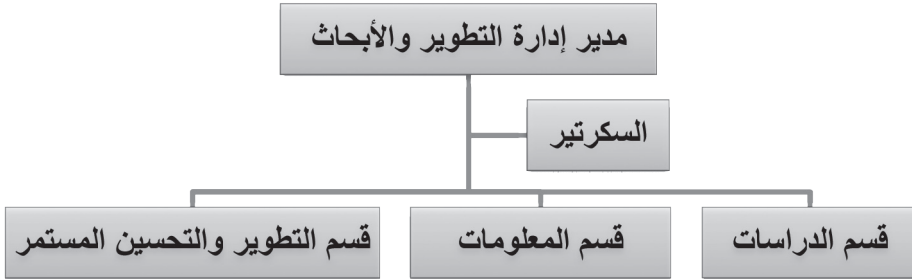 مدير إدارة التطوير والأبحاث
السكرتير
قسم الدراسات
قسم المعلومات
قسم التطوير والتحسين المستمر